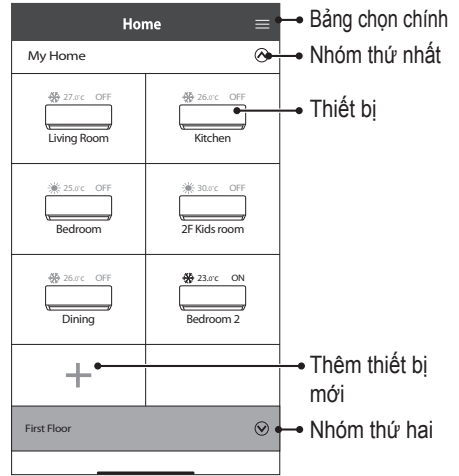 Home
Bảng chọn chính
My Home
Nhóm thứ nhất
27.0°C OFF
26.0°C OFF
Thiết bị
Living Room
Kitchen
25.0°C OFF
30.0°C OFF
Bedroom
2F Kids room
26.0°C OFF
23.0°C ON
Dining
Bedroom 2
+
Thêm thiết bị
mới
First Floor
Nhóm thứ hai